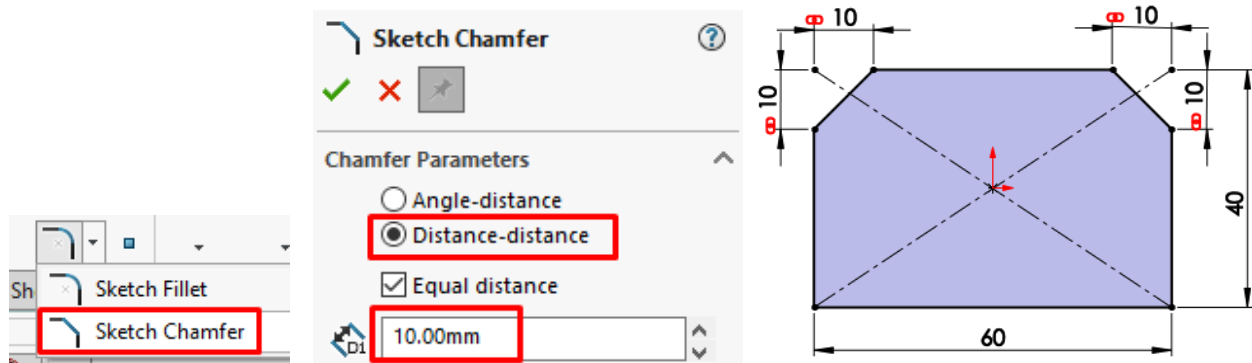 Sh
Sketch Fillet
Sketch Chamfer
Sketch Chamfer
?
Chamfer Parameters
Angle-distance
Distance-distance
Equal distance
D1
10.00mm
10
10
10
10
40
60